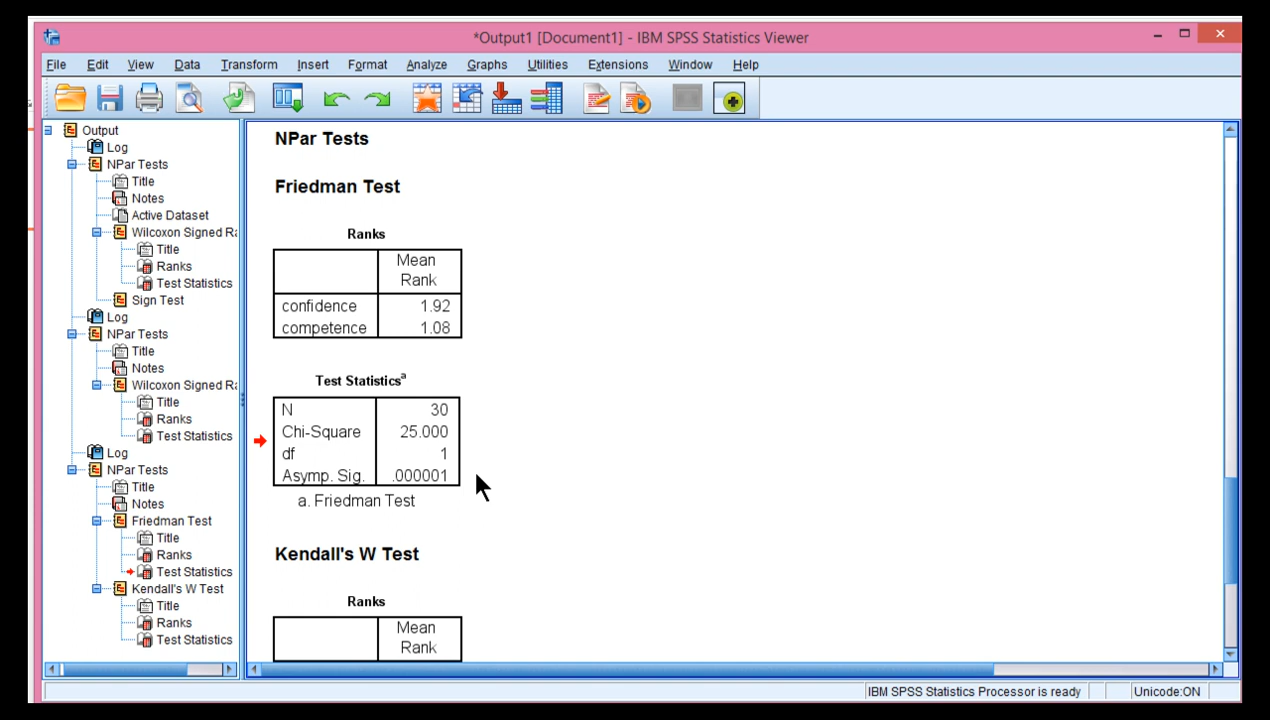 *Output1 [Document1] - IBM SPSS Statistics Viewer
File Edit View Data Transform Insert Format Analyze Graphs Utilities Extensions Window Help
Output
Log
NPar Tests
Title
Notes
Active Dataset
Wilcoxon Signed Ra
Title
Ranks
Test Statistics
Sign Test
Log
NPar Tests
Title
Notes
Wilcoxon Signed Ra
Title
Ranks
Test Statistics
Log
NPar Tests
Title
Notes
Friedman Test
Title
Ranks
Test Statistics
Kendall's W Test
Title
Ranks
Test Statistics
NPar Tests
Friedman Test
Ranks
Mean
Rank
confidence 1.92
competence 1.08
Test Statisticsa
N 30
Chi-Square 25.000
df 1
Asymp. Sig. .000001
a. Friedman Test
Kendall's W Test
Ranks
Mean
Rank
IBM SPSS Statistics Processor is ready Unicode:ON